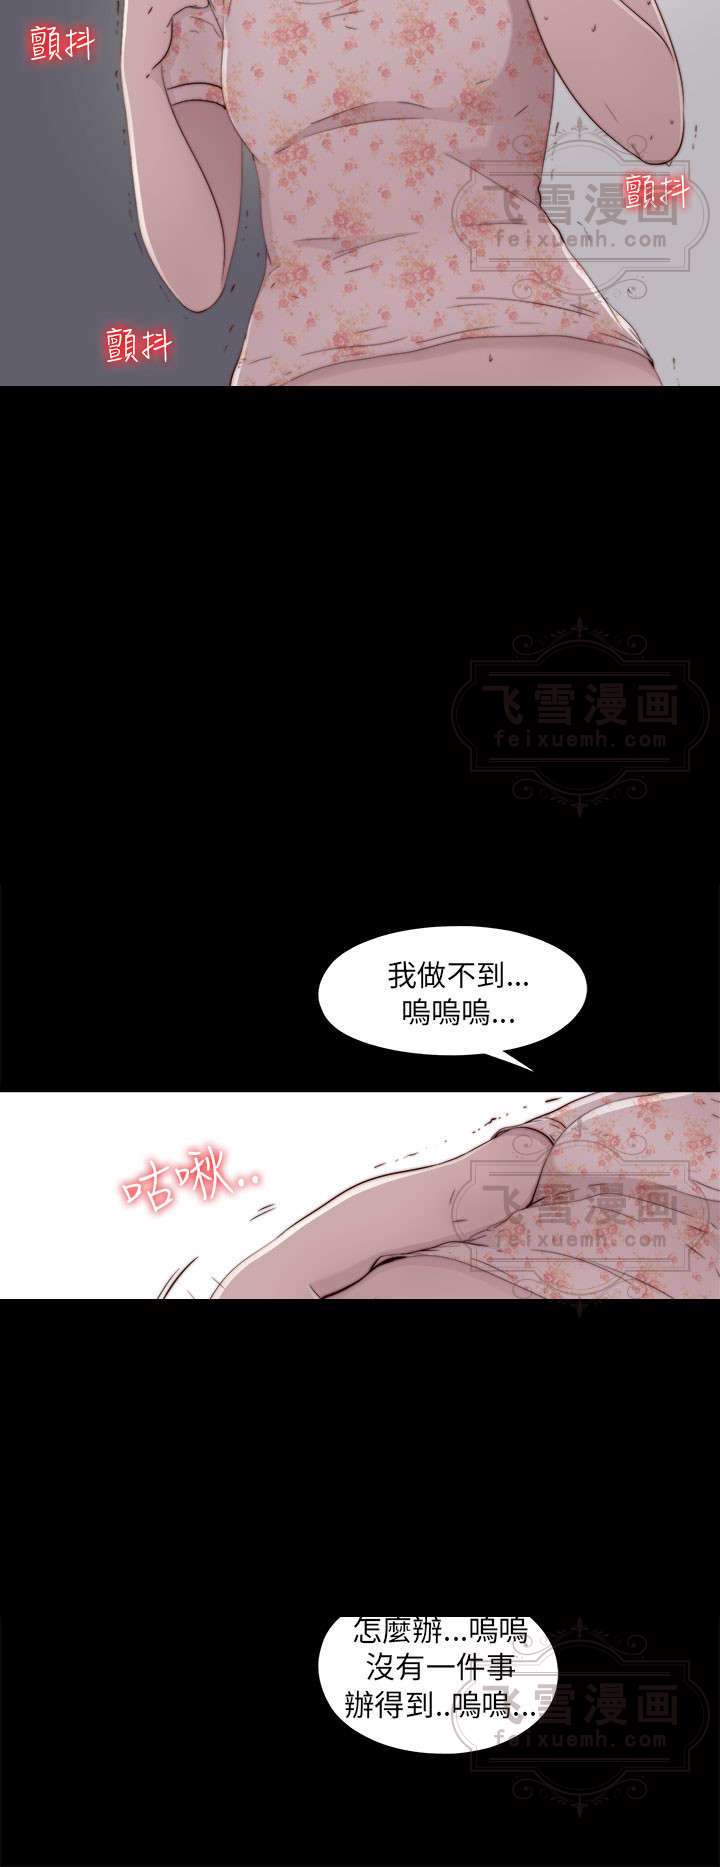 顫抖
飞雪漫画
feixuemh.com
顫抖
顫抖
飞雪漫画
feixuemh.com
我做不到...
嗚嗚嗚...
咕啾..
飞雪漫画
feixuemh.com
怎麼辦...嗚嗚
沒有一件事
辦得到..嗚嗚...
飞雪漫画
feixuemh.com